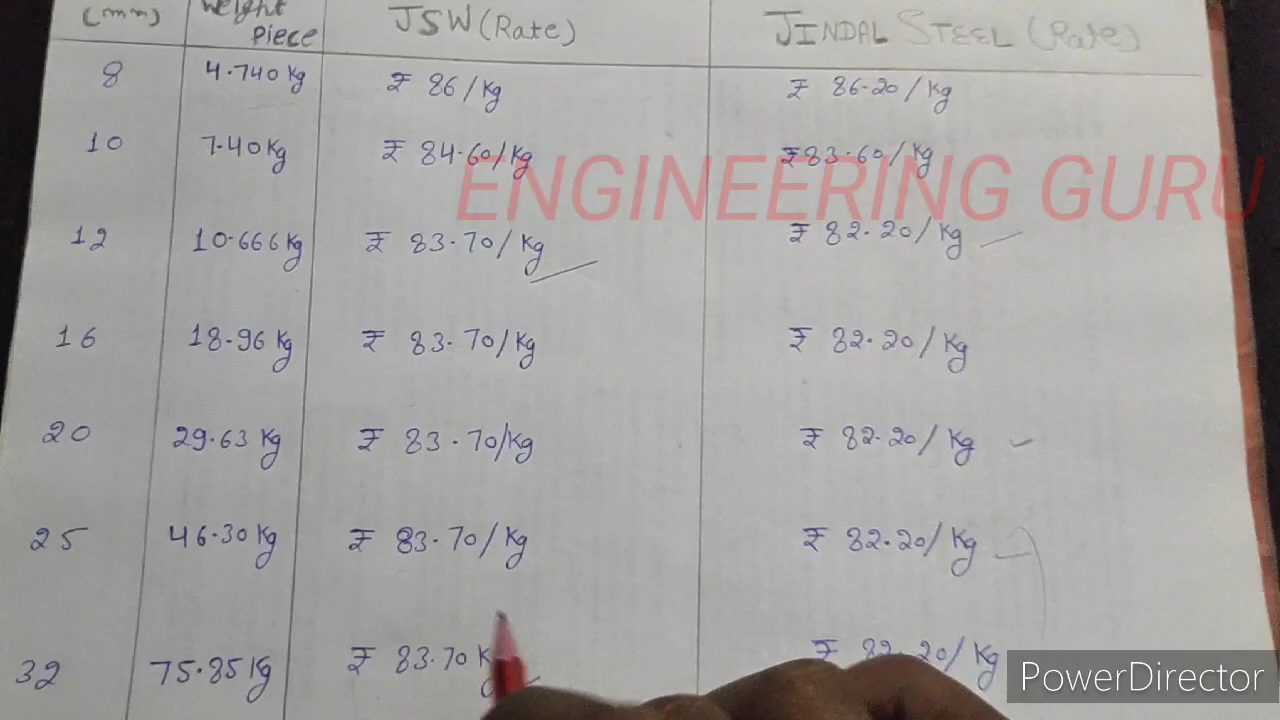 (mm) Weight piece JSW (Rate) JINDAL STEEL (Rate)
8 4.740 Kg ₹ 86/Kg ₹ 86.20/Kg
10 7.40 Kg ₹ 84.60/Kg ₹ 83.60/Kg
ENGINEERING GURU
12 10.666 Kg ₹ 83.70/Kg ₹ 82.20/Kg
16 18.96 Kg ₹ 83.70/Kg ₹ 82.20/Kg
20 29.63 Kg ₹ 83.70/Kg ₹ 82.20/Kg
25 46.30 Kg ₹ 83.70/Kg ₹ 82.20/Kg
32 75.85 Kg ₹ 83.70 ₹ 82.20/Kg
PowerDirector